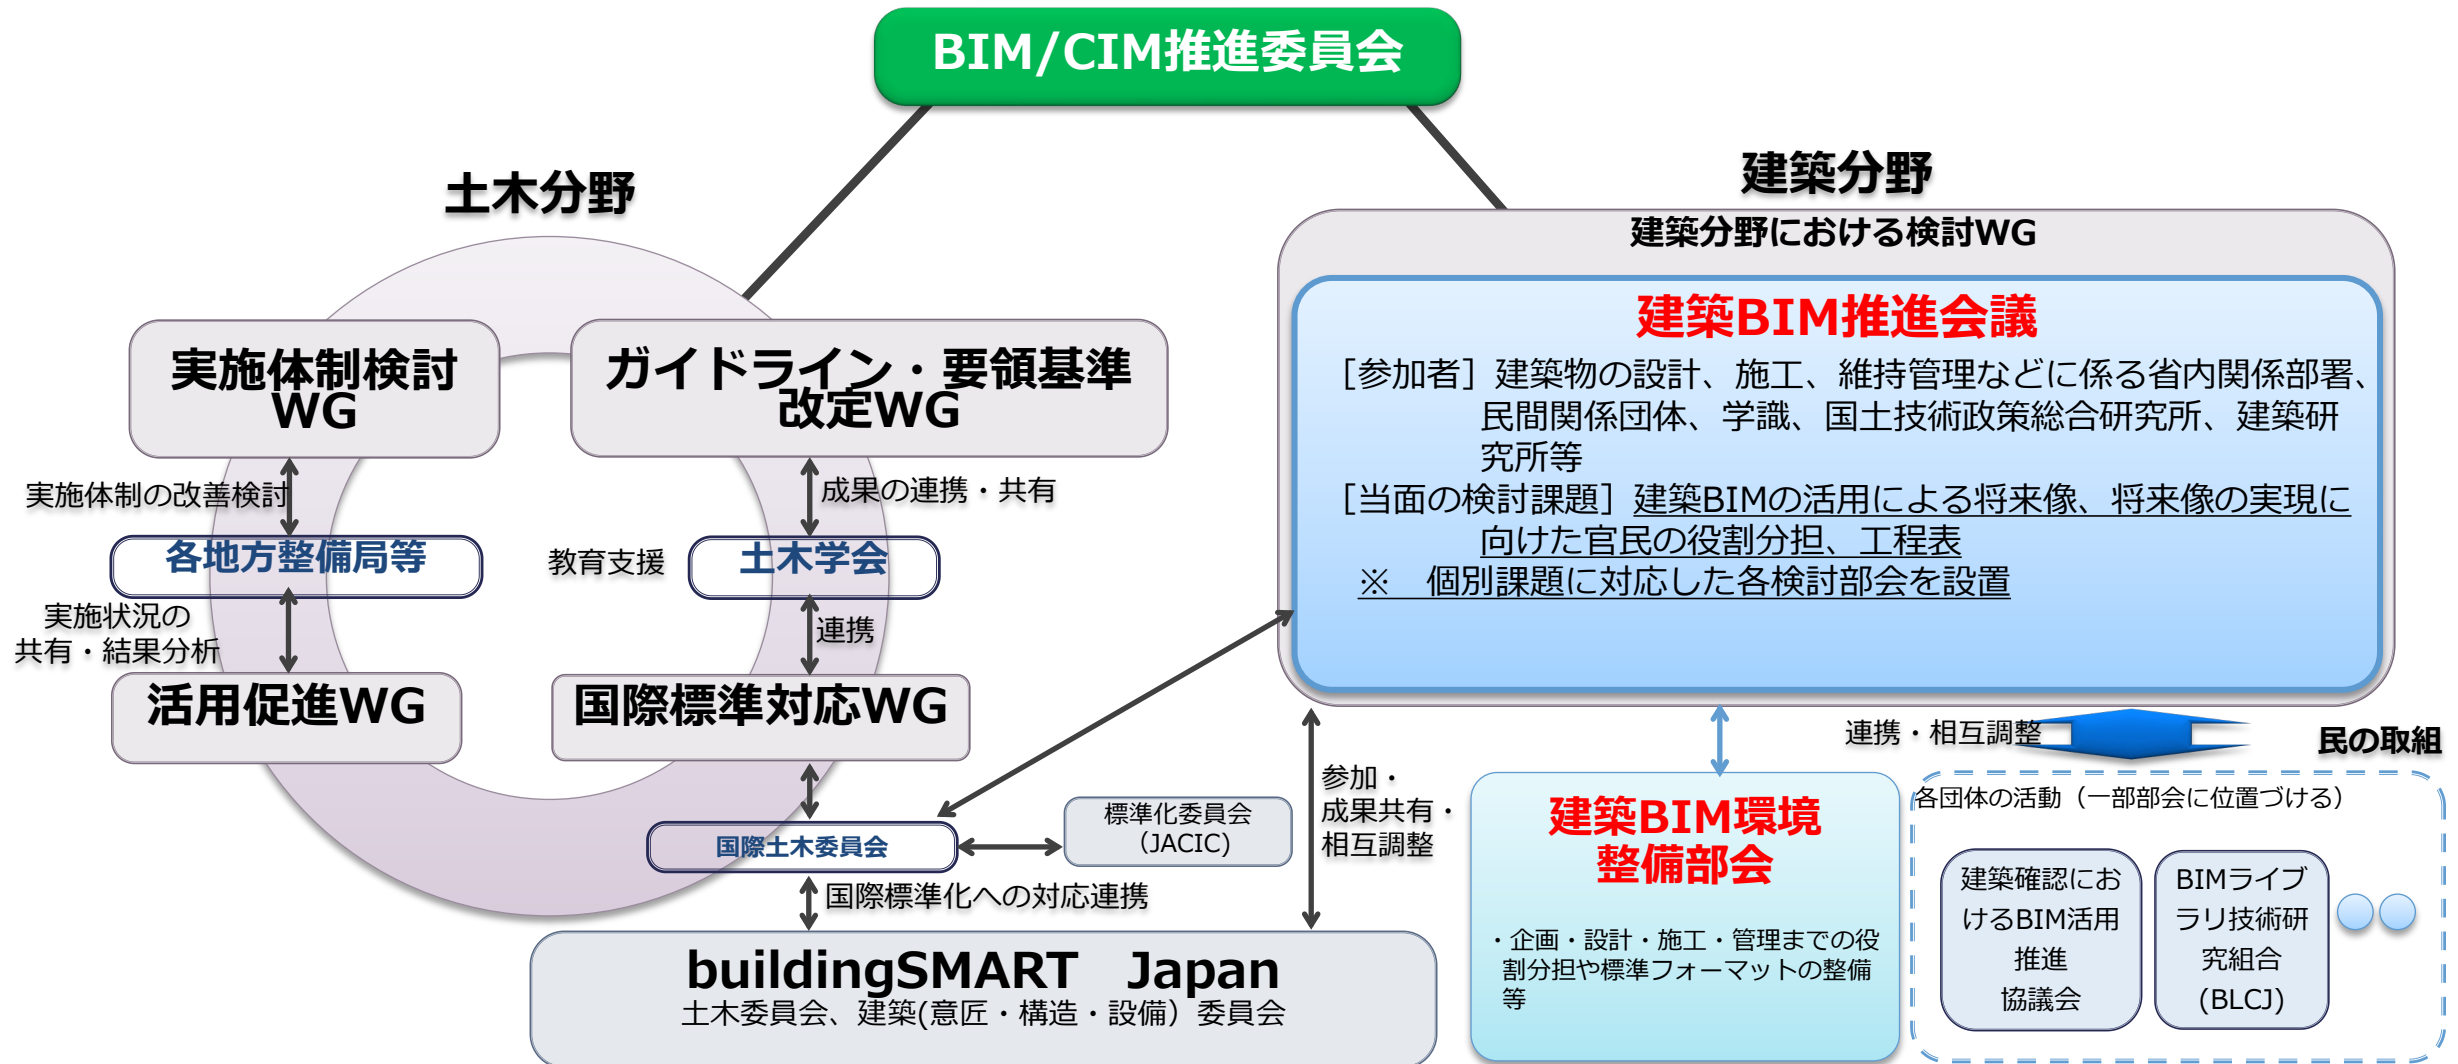 BIM/CIM推進委員会
土木分野
実施体制検討
WG
ガイドライン・要領基準
改定WG
実施体制の改善検討
成果の連携・共有
各地方整備局等
教育支援
土木学会
実施状況の
共有・結果分析
連携
活用促進WG
国際標準対応WG
国際土木委員会
標準化委員会
（JACIC)
国際標準化への対応連携
buildingSMART　Japan
土木委員会、建築(意匠・構造・設備）委員会
建築分野
建築分野における検討WG
建築BIM推進会議
［参加者］建築物の設計、施工、維持管理などに係る省内関係部署、
民間関係団体、学識、国土技術政策総合研究所、建築研
究所等
［当面の検討課題］建築BIMの活用による将来像、将来像の実現に
向けた官民の役割分担、工程表
※　個別課題に対応した各検討部会を設置
参加・
成果共有・
相互調整
連携・相互調整
民の取組
建築BIM環境
整備部会
・企画・設計・施工・管理までの役
割分担や標準フォーマットの整備
等
各団体の活動（一部部会に位置づける）
建築確認にお
けるBIM活用
推進
協議会
BIMライブ
ラリ技術研
究組合
(BLCJ)